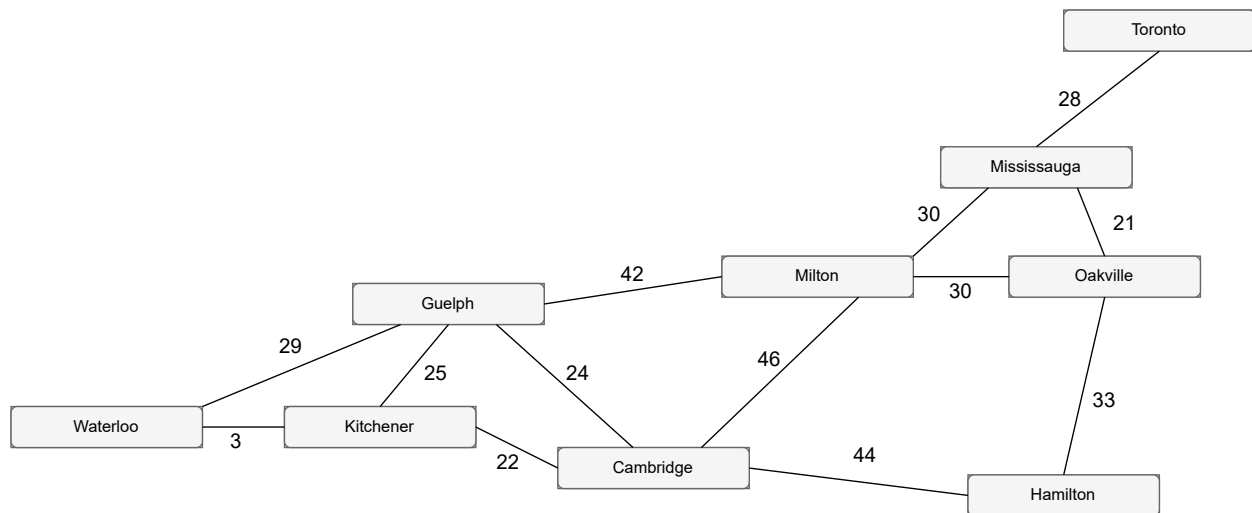 Toronto
28
Mississauga
30
21
42
Milton
30
Oakville
Guelph
29
25
24
46
33
Waterloo
3
Kitchener
22
Cambridge
44
Hamilton